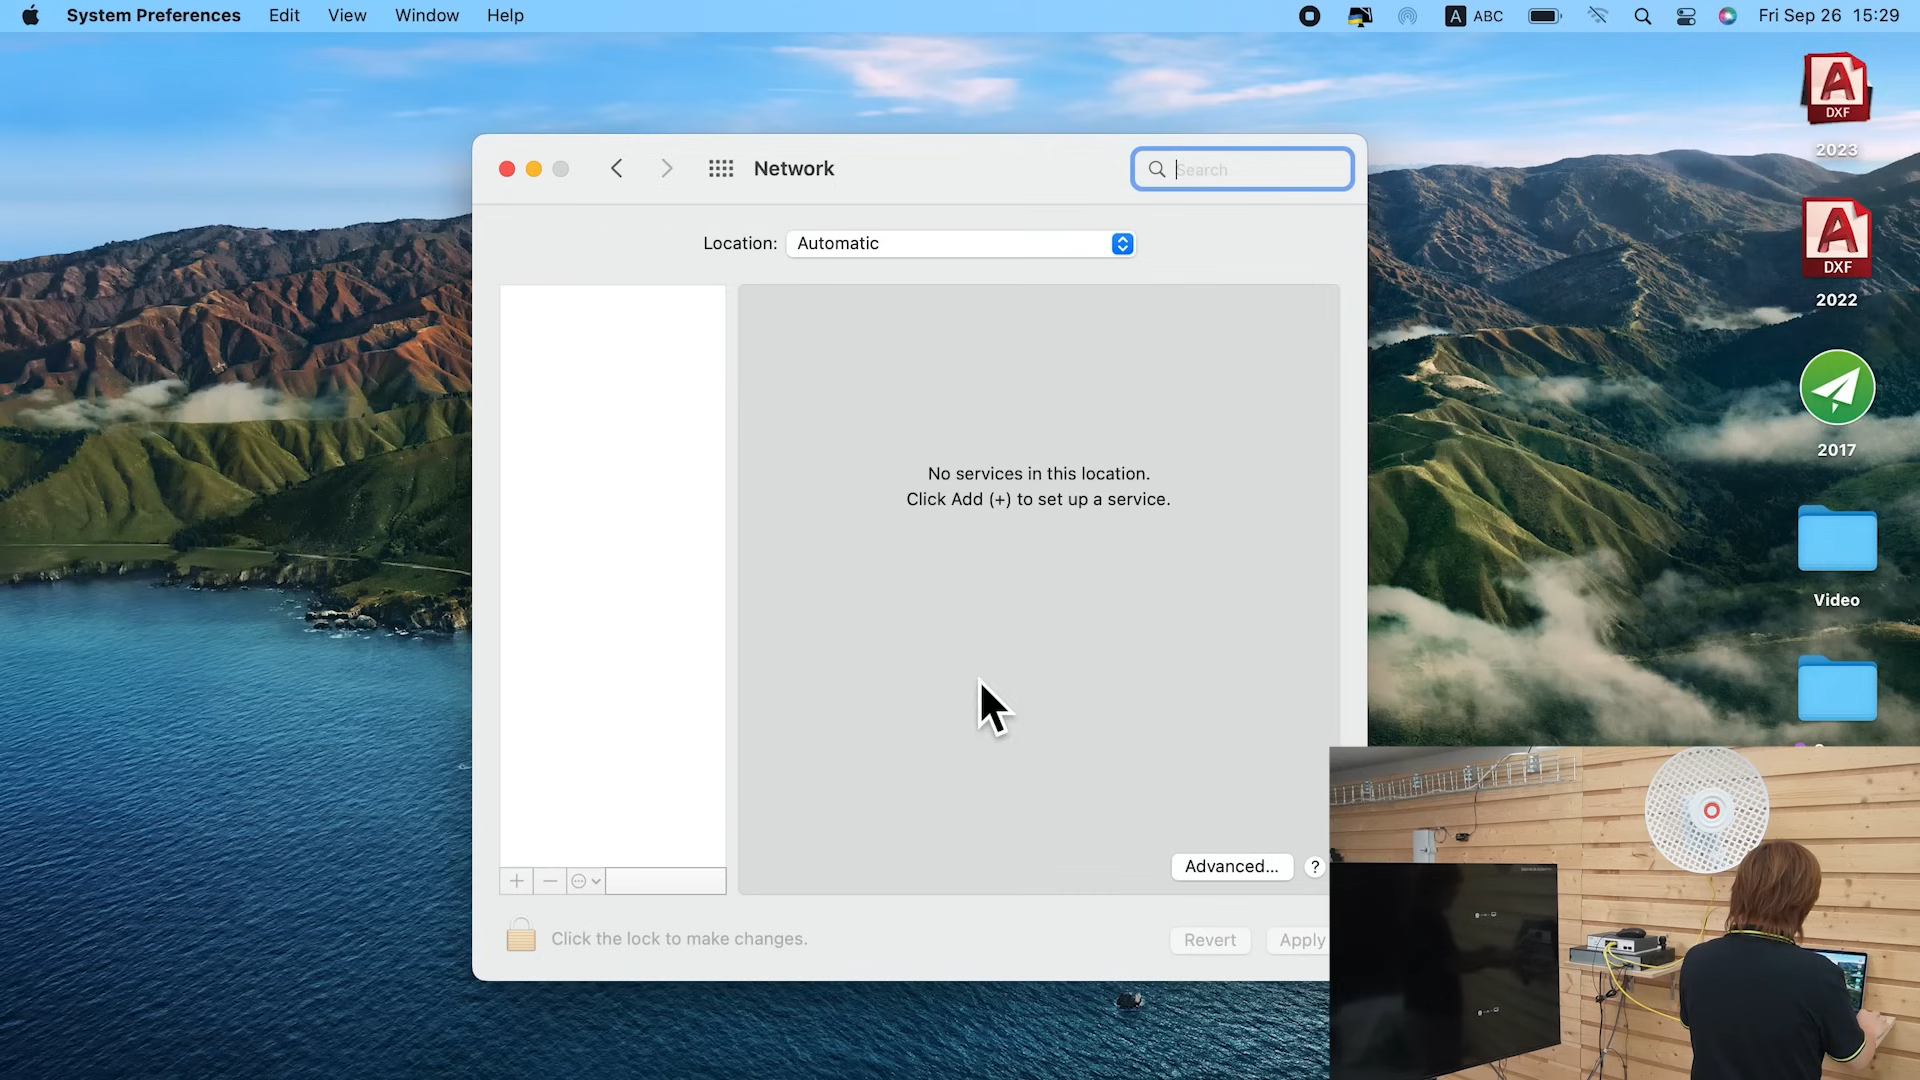 System Preferences Edit View Window Help
A ABC Fri Sep 26 15:29
Network
Search
Location: Automatic
No services in this location.
Click Add (+) to set up a service.
Advanced... ?
Click the lock to make changes.
Revert Apply
A DXF
2023
A DXF
2022
2017
Video